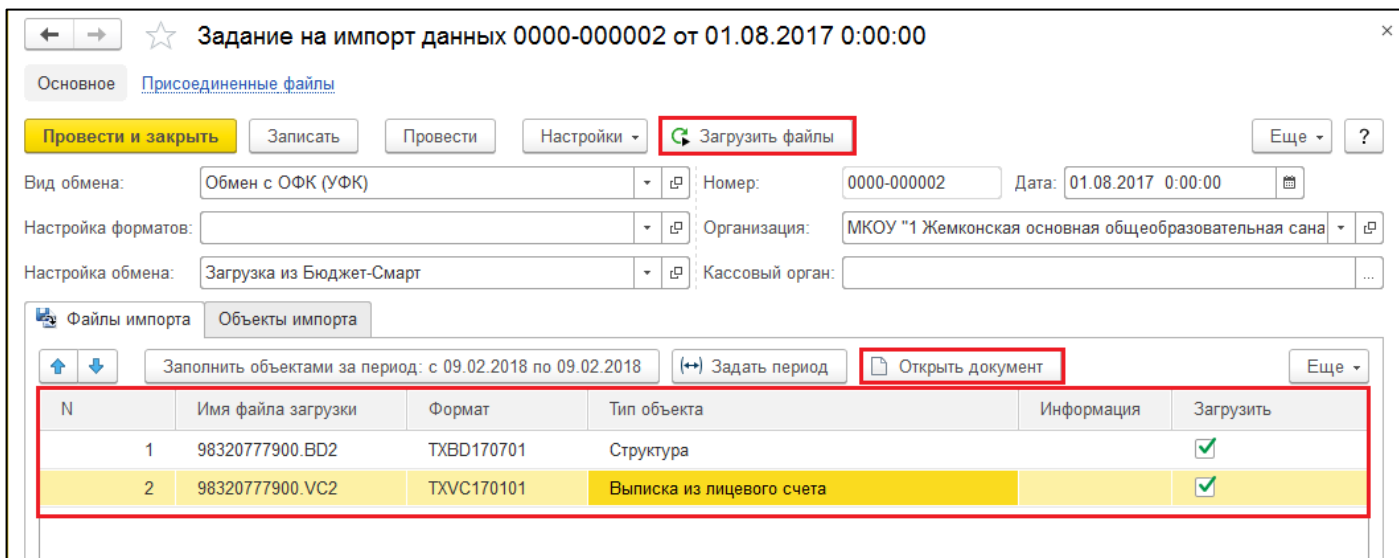 Задание на импорт данных 0000-000002 от 01.08.2017 0:00:00 ×
Основное Присоединенные файлы
Провести и закрыть Записать Провести Настройки Загрузить файлы Еще ?
Вид обмена: Обмен с ОФК (УФК) Номер: 0000-000002 Дата: 01.08.2017 0:00:00
Настройка форматов: Организация: МКОУ "1 Жемконская основная общеобразовательная сана
Настройка обмена: Загрузка из Бюджет-Смарт Кассовый орган: ...
Файлы импорта Объекты импорта
Заполнить объектами за период: с 09.02.2018 по 09.02.2018 Задать период Открыть документ Еще
N Имя файла загрузки Формат Тип объекта Информация Загрузить
1 98320777900.BD2 TXBD170701 Структура
2 98320777900.VC2 TXVC170101 Выписка из лицевого счета